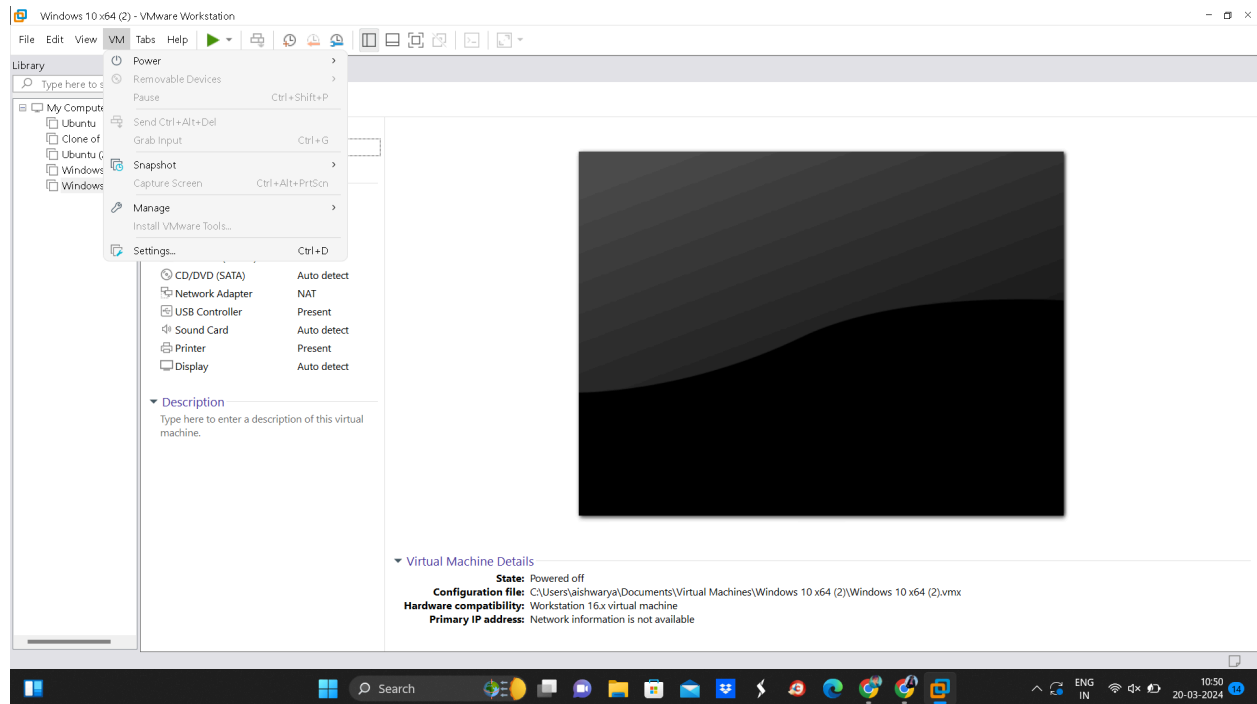 Windows 10 x64 (2) - VMware Workstation
File Edit View VM Tabs Help
Library
Type here to s
My Compute
Ubuntu
Clone of
Ubuntu (
Windows
Windows
Power
Removable Devices
Pause Ctrl+Shift+P
Send Ctrl+Alt+Del
Grab Input Ctrl+G
Snapshot
Capture Screen Ctrl+Alt+PrtScn
Manage
Install VMware Tools...
Settings... Ctrl+D
CD/DVD (SATA) Auto detect
Network Adapter NAT
USB Controller Present
Sound Card Auto detect
Printer Present
Display Auto detect
Description
Type here to enter a description of this virtual
machine.
Virtual Machine Details
State: Powered off
Configuration file: C:\Users\aishwarya\Documents\Virtual Machines\Windows 10 x64 (2)\Windows 10 x64 (2).vmx
Hardware compatibility: Workstation 16.x virtual machine
Primary IP address: Network information is not available
Search
ENG
IN
10:50
20-03-2024
14